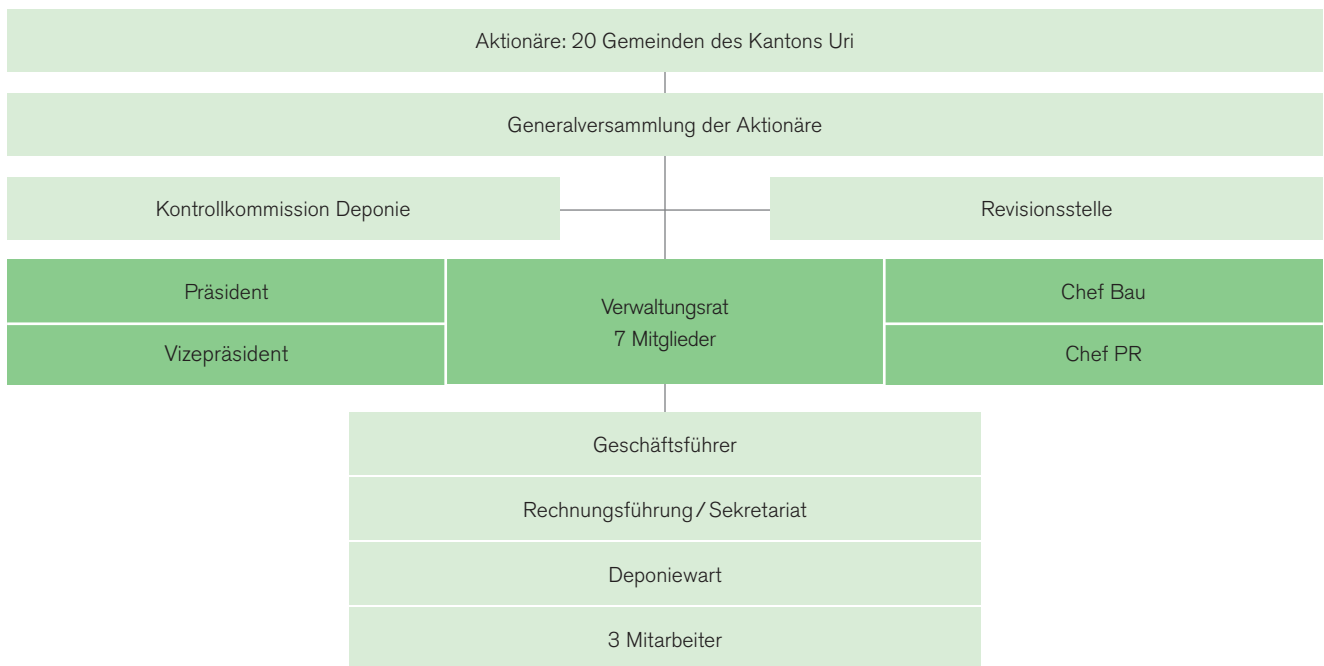 Aktionäre: 20 Gemeinden des Kantons Uri
Generalversammlung der Aktionäre
Kontrollkommission Deponie
Revisionsstelle
Präsident
Vizepräsident
Verwaltungsrat
7 Mitglieder
Chef Bau
Chef PR
Geschäftsführer
Rechnungsführung / Sekretariat
Deponiewart
3 Mitarbeiter